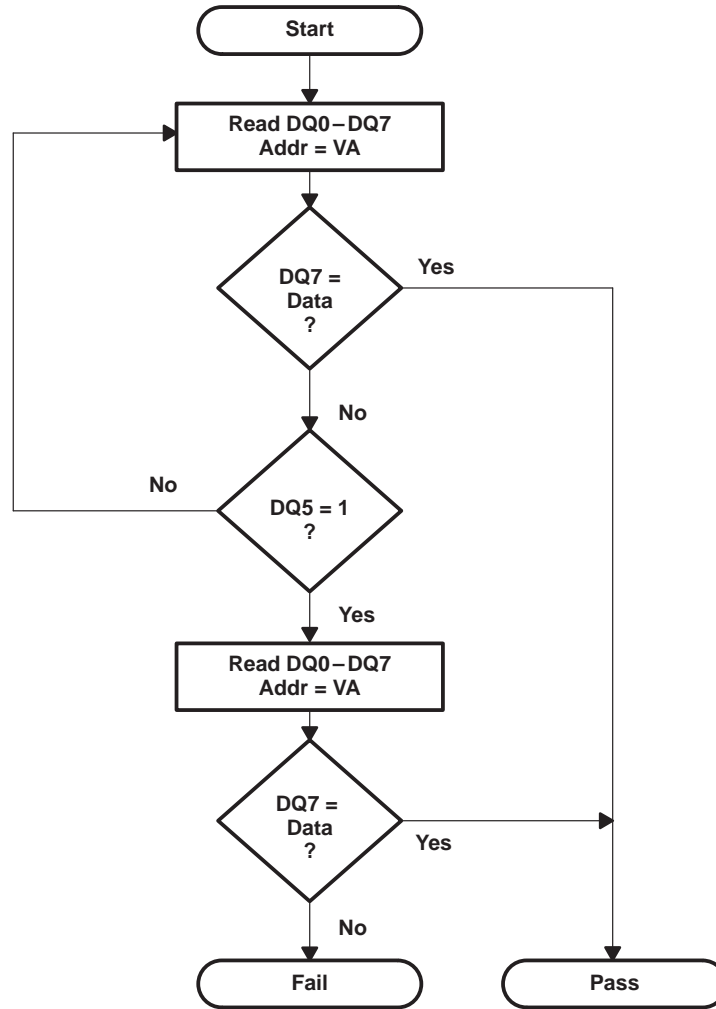 Start
Read DQ0–DQ7
Addr = VA
Yes
DQ7 =
Data
?
No
No
DQ5 = 1
?
Yes
Read DQ0–DQ7
Addr = VA
DQ7 =
Data
?
Yes
No
Fail
Pass